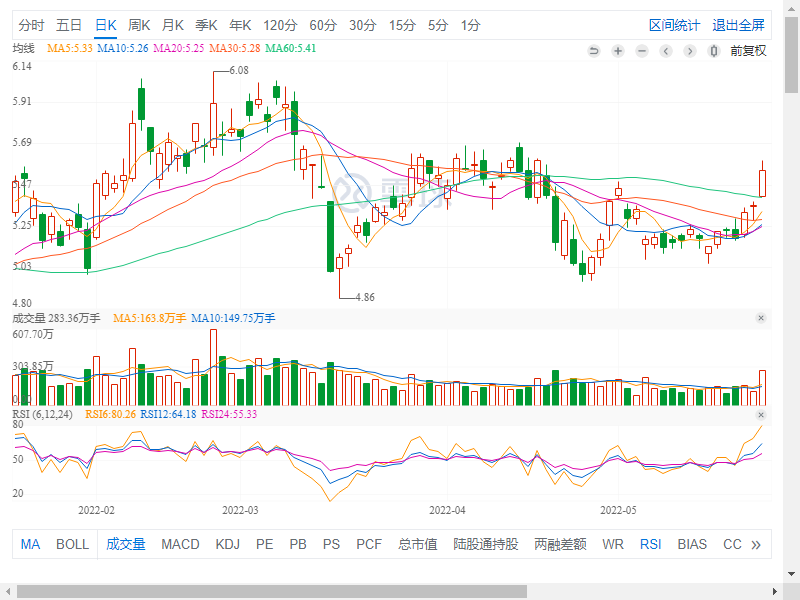 分时 五日 日K 周K 月K 季K 年K 120分 60分 30分 15分 5分 1分 区间统计 退出全屏
均线 MA5:5.33 MA10:5.26 MA20:5.25 MA30:5.28 MA60:5.41 前复权
6.14
6.08
5.91
5.69
5.47
5.25
5.03
4.86
4.80
成交量 283.36万手 MA5:163.8万手 MA10:149.75万手
607.70万
303.85万
RSI (6,12,24) RSI6:80.26 RSI12:64.18 RSI24:55.33
80
50
20
2022-02 2022-03 2022-04 2022-05
MA BOLL 成交量 MACD KDJ PE PB PS PCF 总市值 陆股通持股 两融差额 WR RSI BIAS CC »